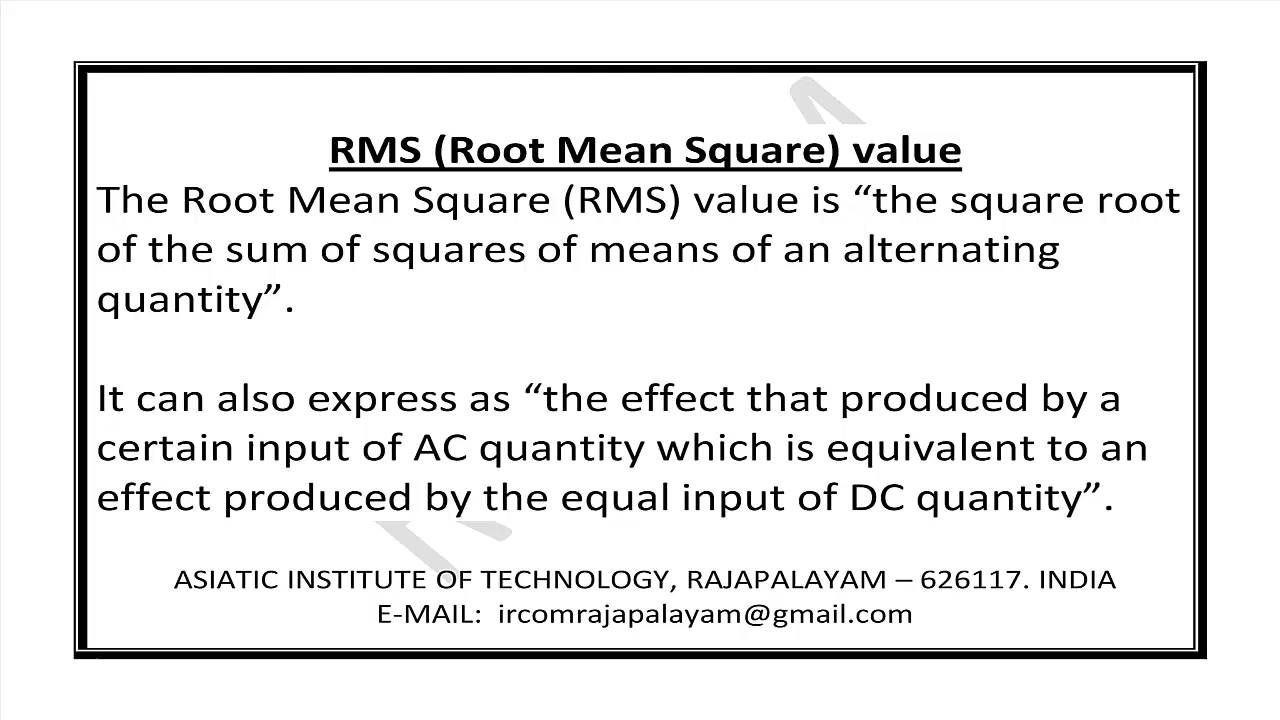 RMS (Root Mean Square) value
The Root Mean Square (RMS) value is “the square root
of the sum of squares of means of an alternating
quantity”.
It can also express as “the effect that produced by a
certain input of AC quantity which is equivalent to an
effect produced by the equal input of DC quantity”.
ASIATIC INSTITUTE OF TECHNOLOGY, RAJAPALAYAM – 626117. INDIA
E-MAIL:  ircomrajapalayam@gmail.com